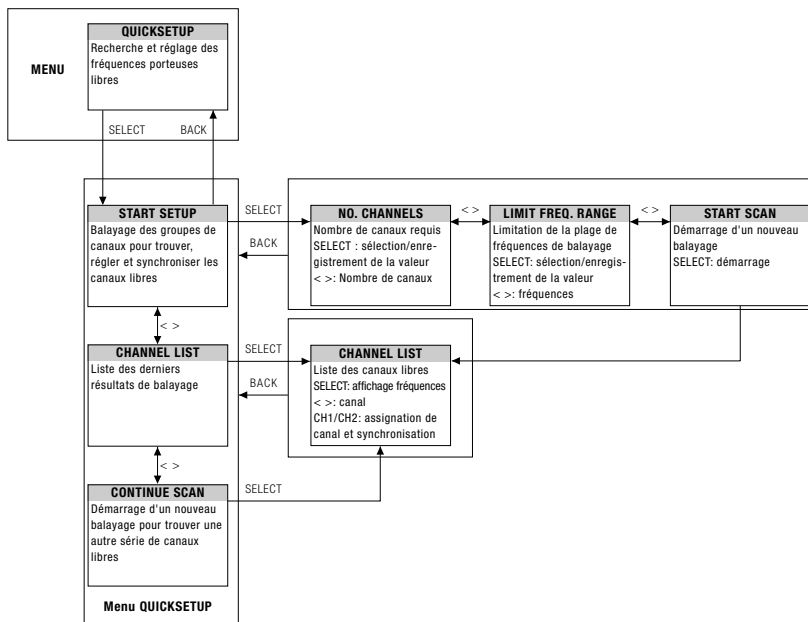 QUICKSETUP
Recherche et réglage des
fréquences porteuses
libres
MENU
SELECT
BACK
START SETUP
Balayage des groupes de
canaux pour trouver,
régler et synchroniser les
canaux libres
SELECT
BACK
NO. CHANNELS
Nombre de canaux requis
SELECT : sélection/enre-
gistrement de la valeur
< >: Nombre de canaux
< >
LIMIT FREQ. RANGE
Limitation de la plage de
fréquences de balayage
SELECT: sélection/enregis-
trement de la valeur
< >: fréquences
< >
START SCAN
Démarrage d'un nouveau
balayage
SELECT: démarrage
< >
CHANNEL LIST
Liste des derniers
résultats de balayage
SELECT
BACK
CHANNEL LIST
Liste des canaux libres
SELECT: affichage fréquences
< >: canal
CH1/CH2: assignation de
canal et synchronisation
< >
CONTINUE SCAN
Démarrage d'un nouveau
balayage pour trouver une
autre série de canaux
libres
SELECT
Menu QUICKSETUP